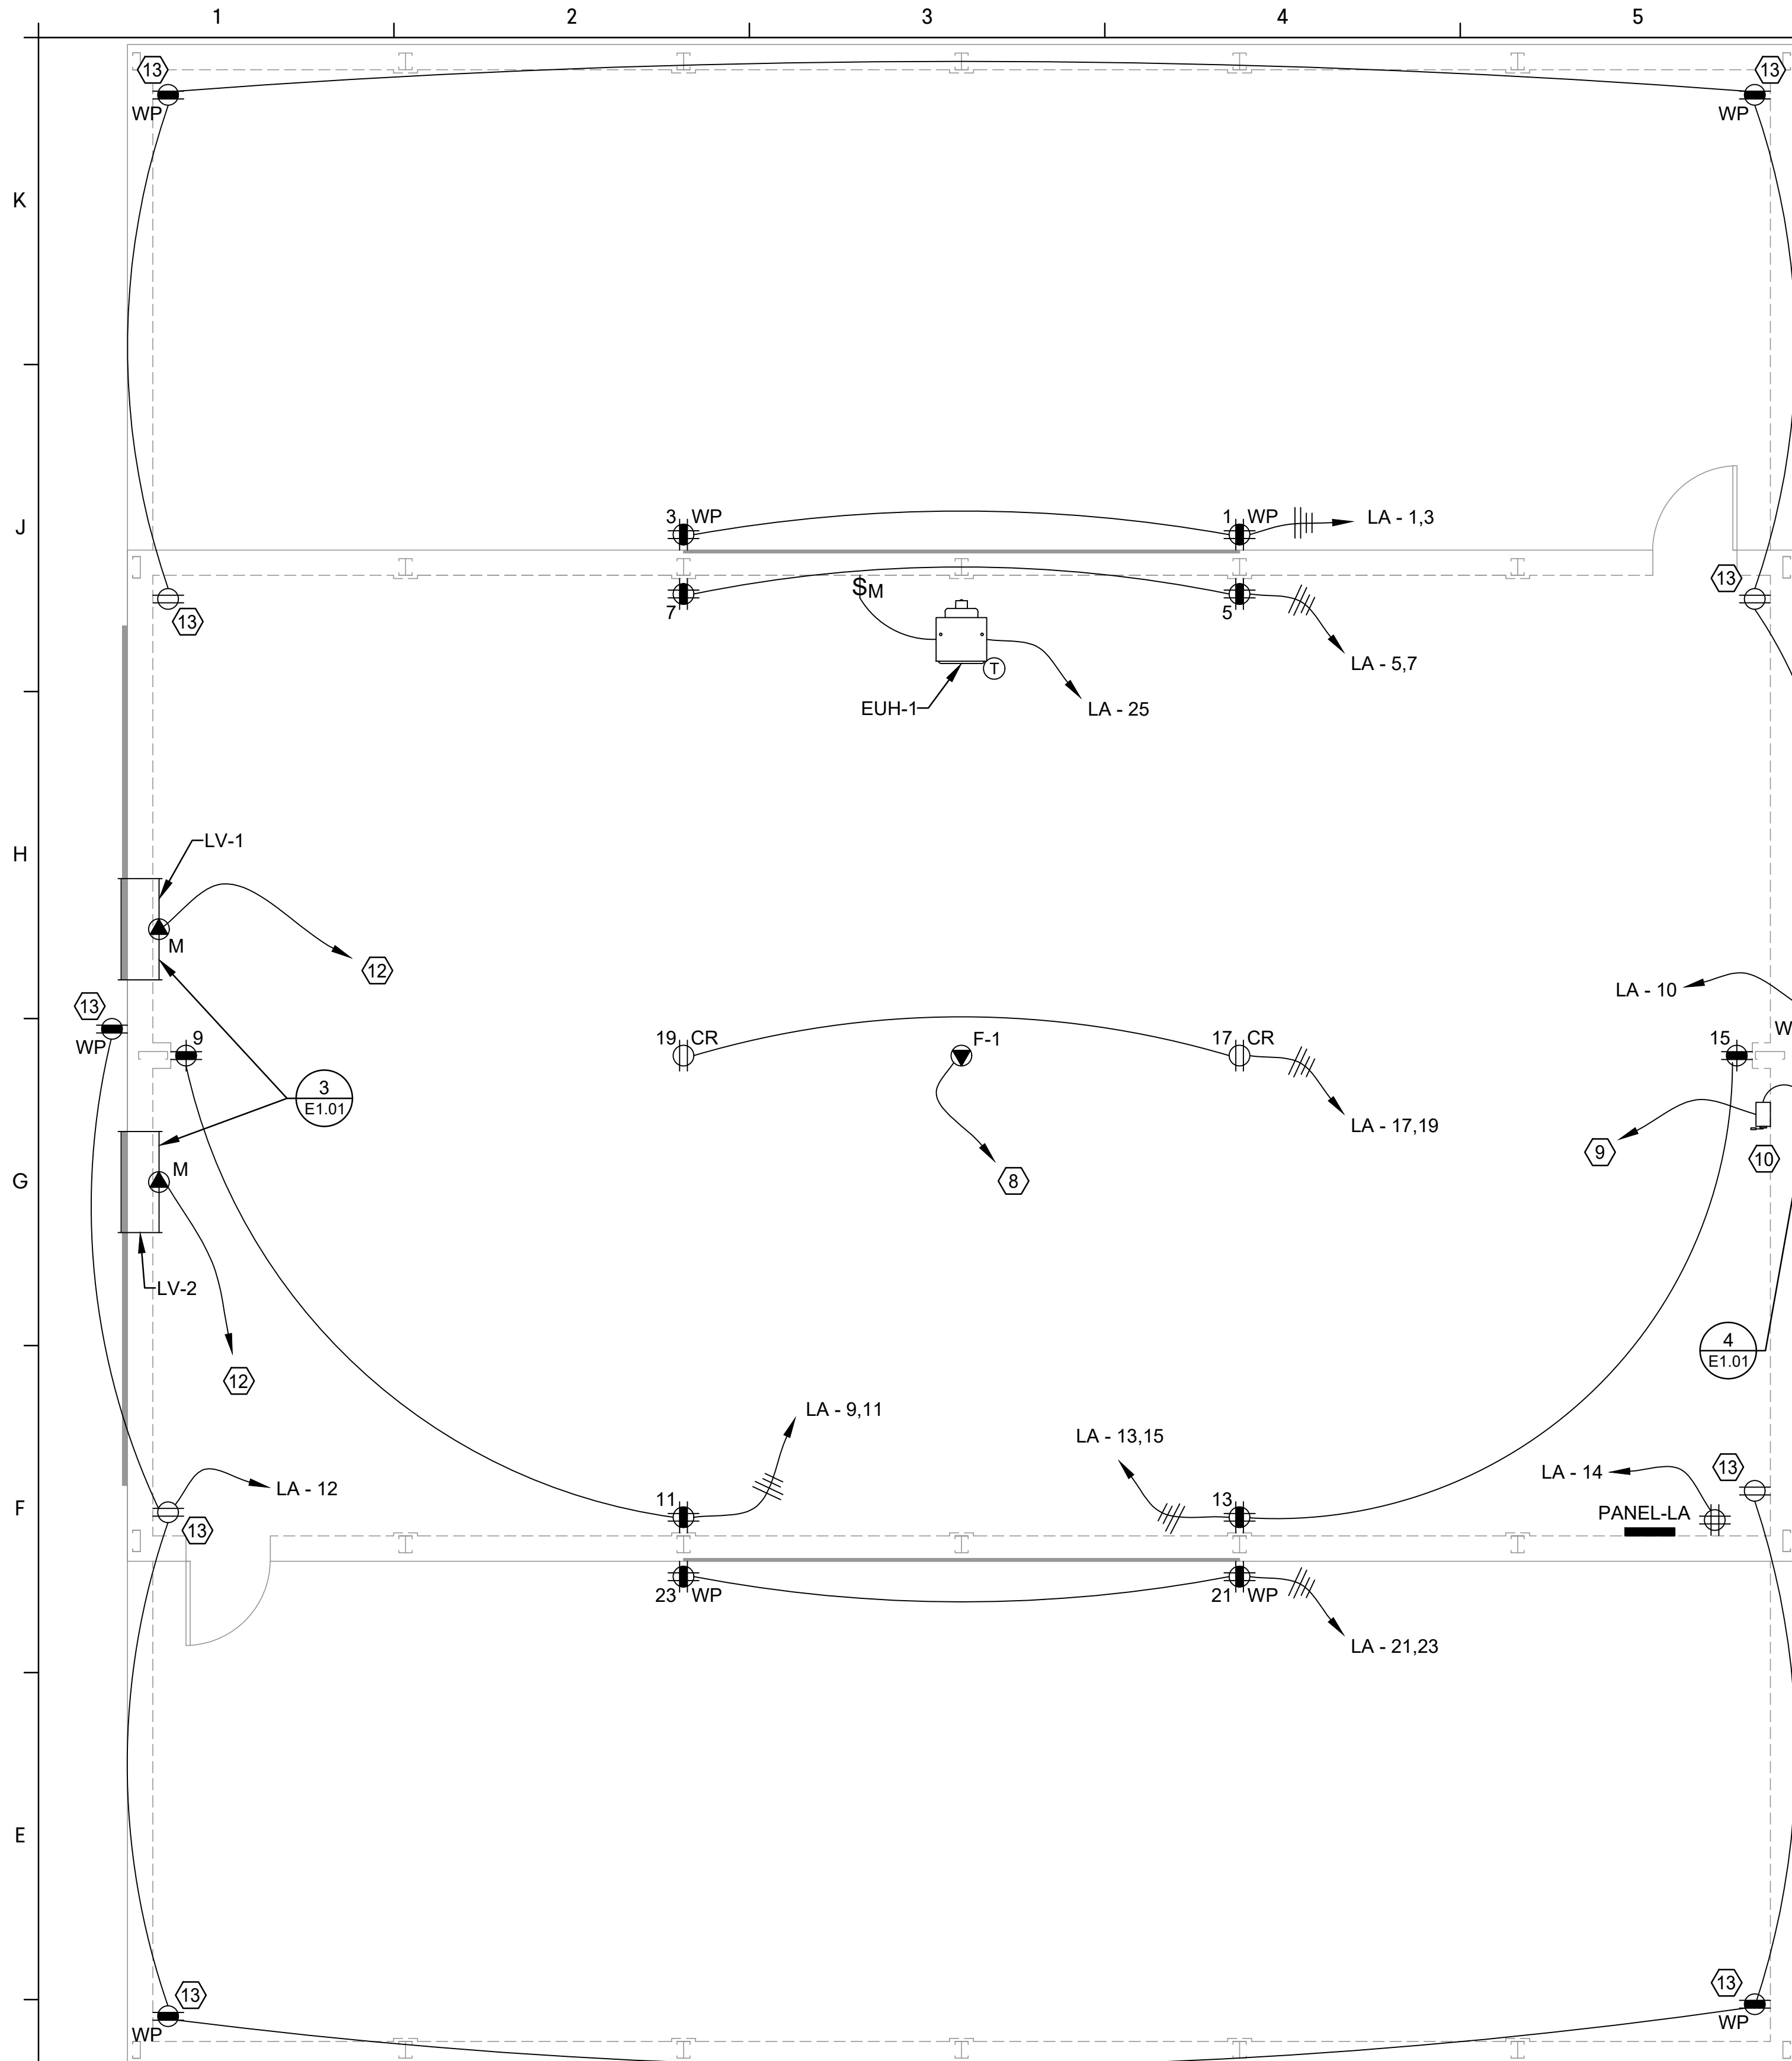 1 2 3 4 5
13 13
WP WP
K
J
3 WP 1 WP LA - 1,3
13
$M
13
7 5
LA - 5,7
T
EUH-1 LA - 25
LV-1
H
M
12
LA - 10
13
WP
9
19 CR F-1 17 CR 15
3
E1.01
LA - 17,19
9 10
M
G 8
LV-2
4
E1.01
12
LA - 9,11
LA - 13,15
13
LA - 14
LA - 12
F 11 13
PANEL-LA
13
23 WP 21 WP
LA - 21,23
E
13 13
WP WP